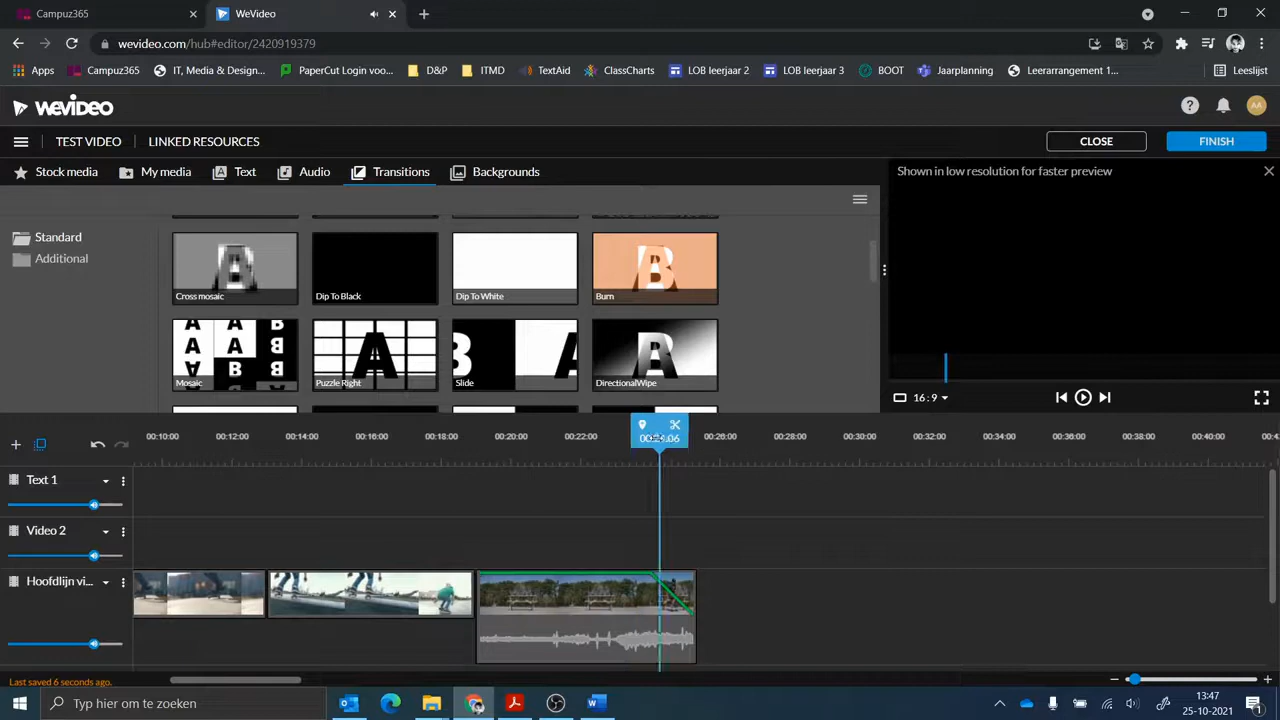 Campuz365
WeVideo
wevideo.com/hub#editor/2420919379
Apps Campuz365 IT, Media & Design... PaperCut Login voo... D&P ITMD TextAid ClassCharts LOB leerjaar 2 LOB leerjaar 3 BOOT Jaarplanning Leerarrangement 1... Leeslijst
wevideo AA
TEST VIDEO LINKED RESOURCES CLOSE FINISH
Stock media My media Text Audio Transitions Backgrounds
Shown in low resolution for faster preview
Standard
Additional
Cross mosaic Dip To Black Dip To White Burn
Mosaic Puzzle Right Slide DirectionalWipe
16:9
00:10:00 00:12:00 00:14:00 00:16:00 00:18:00 00:20:00 00:22:00 00:26:00 00:28:00 00:30:00 00:32:00 00:34:00 00:36:00 00:38:00 00:40:00
Text 1
Video 2
Hoofdlijn vi...
Last saved 6 seconds ago.
Typ hier om te zoeken
13:47
25-10-2021